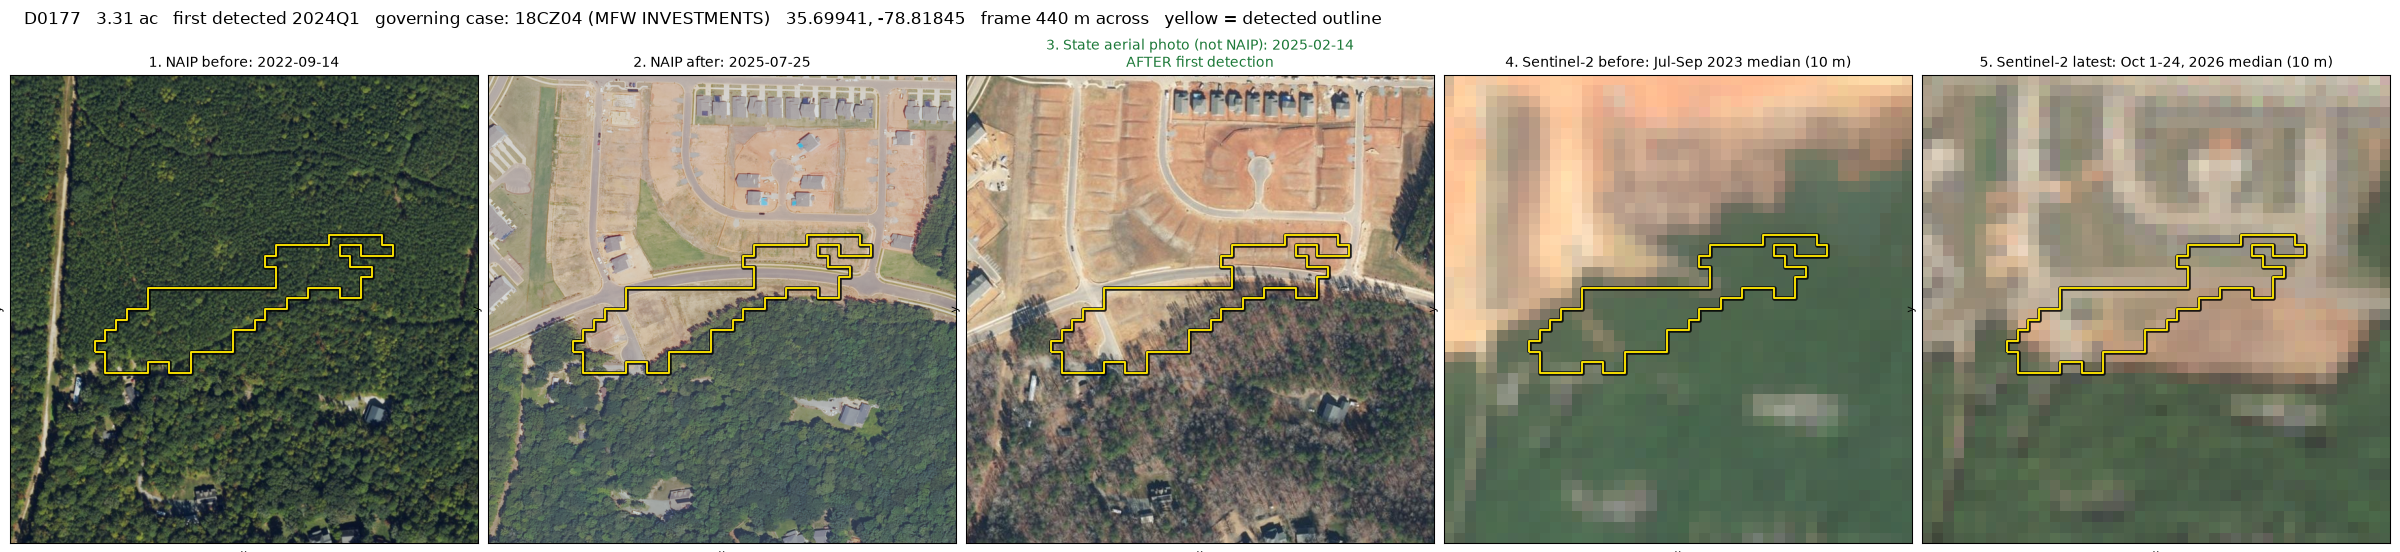 D0177   3.31 ac   first detected 2024Q1   governing case: 18CZ04 (MFW INVESTMENTS)   35.69941, -78.81845   frame 440 m across   yellow = detected outline
1. NAIP before: 2022-09-14
2. NAIP after: 2025-07-25
3. State aerial photo (not NAIP): 2025-02-14
AFTER first detection
4. Sentinel-2 before: Jul-Sep 2023 median (10 m)
5. Sentinel-2 latest: Oct 1-24, 2026 median (10 m)